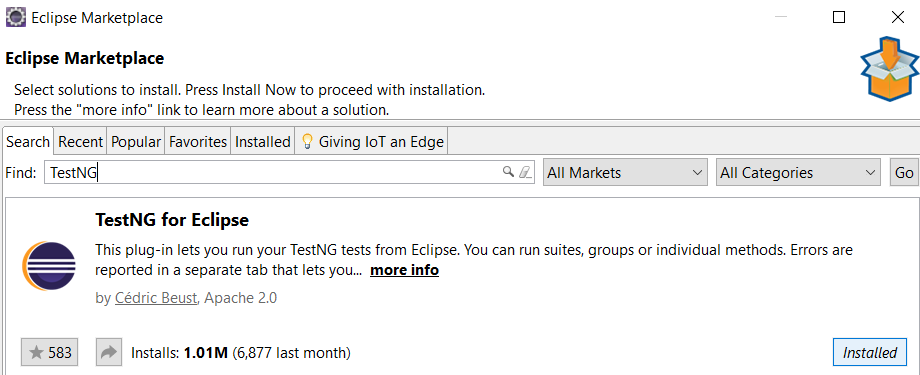 Eclipse Marketplace
Eclipse Marketplace
Select solutions to install. Press Install Now to proceed with installation.
Press the "more info" link to learn more about a solution.
Search Recent Popular Favorites Installed Giving IoT an Edge
Find: TestNG All Markets All Categories Go
TestNG for Eclipse
This plug-in lets you run your TestNG tests from Eclipse. You can run suites, groups or individual methods. Errors are
reported in a separate tab that lets you... more info
by Cédric Beust, Apache 2.0
583 Installs: 1.01M (6,877 last month) Installed